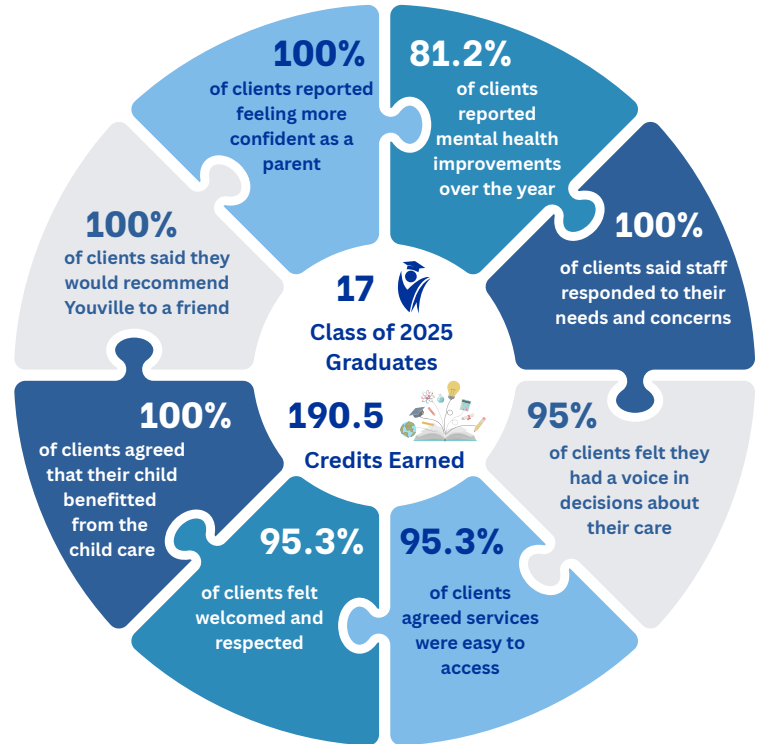 100%
of clients reported
feeling more
confident as a
parent
81.2%
of clients
reported
mental health
improvements
over the year
100%
of clients said staff
responded to their
needs and concerns
95%
of clients felt they
had a voice in
decisions about
their care
95.3%
of clients
agreed services
were easy to
access
95.3%
of clients felt
welcomed and
respected
100%
of clients agreed
that their child
benefitted
from the
child care
100%
of clients said they
would recommend
Youville to a friend
17
Class of 2025
Graduates
190.5
Credits Earned